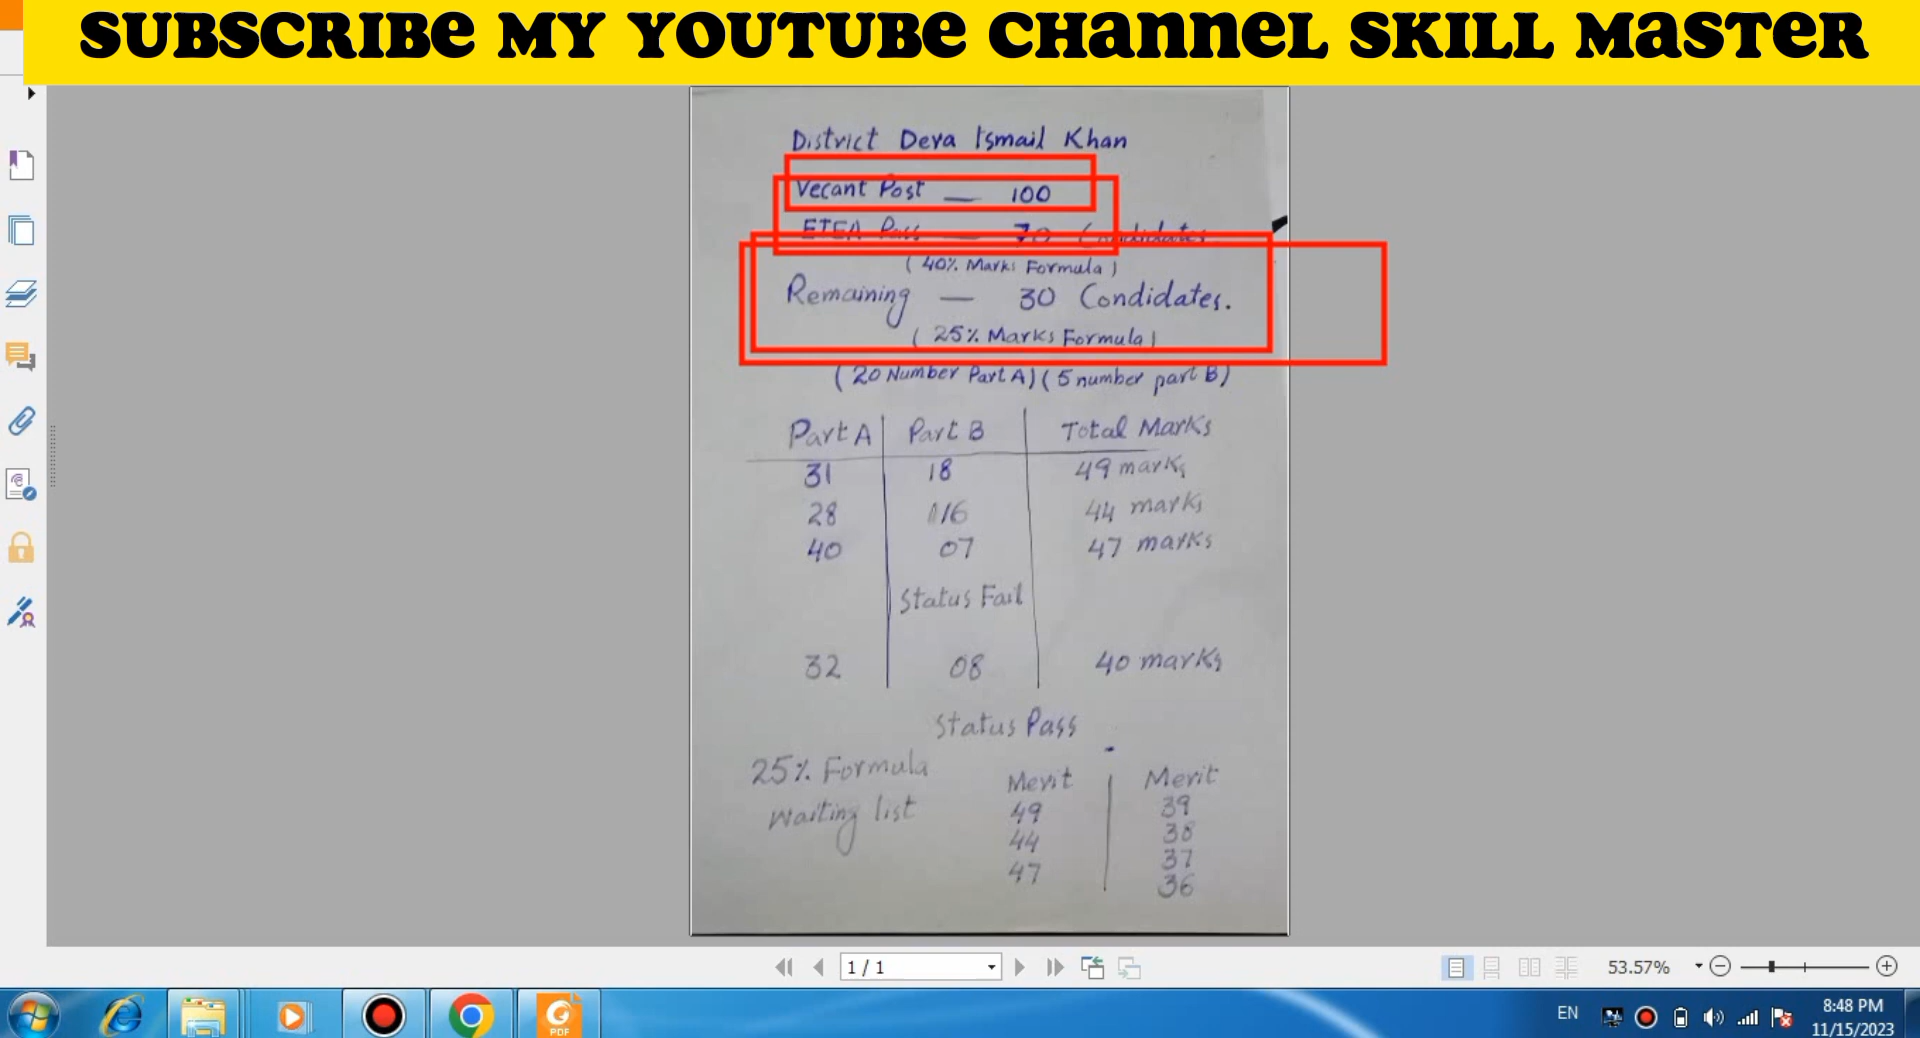 SUBSCRIBe MY YOUTUBe CHanneL SKILL MaSTeR
District Dera Ismail Khan
Vecant Post — 100
ETEA Pass — 70 Candidates.
( 40% Marks Formula )
Remaining — 30 Condidates.
( 25% Marks Formula )
( 20 Number Part A) ( 5 number part B)
Part A Part B Total Marks
31 18 49 marks
28 16 44 marks
40 07 47 marks
Status Fail
32 08 40 marks
Status Pass
25% Formula
Waiting list
Merit Merit
49 39
44 38
47 37
36
1 / 1
53.57%
PDF
EN
8:48 PM
11/15/2023